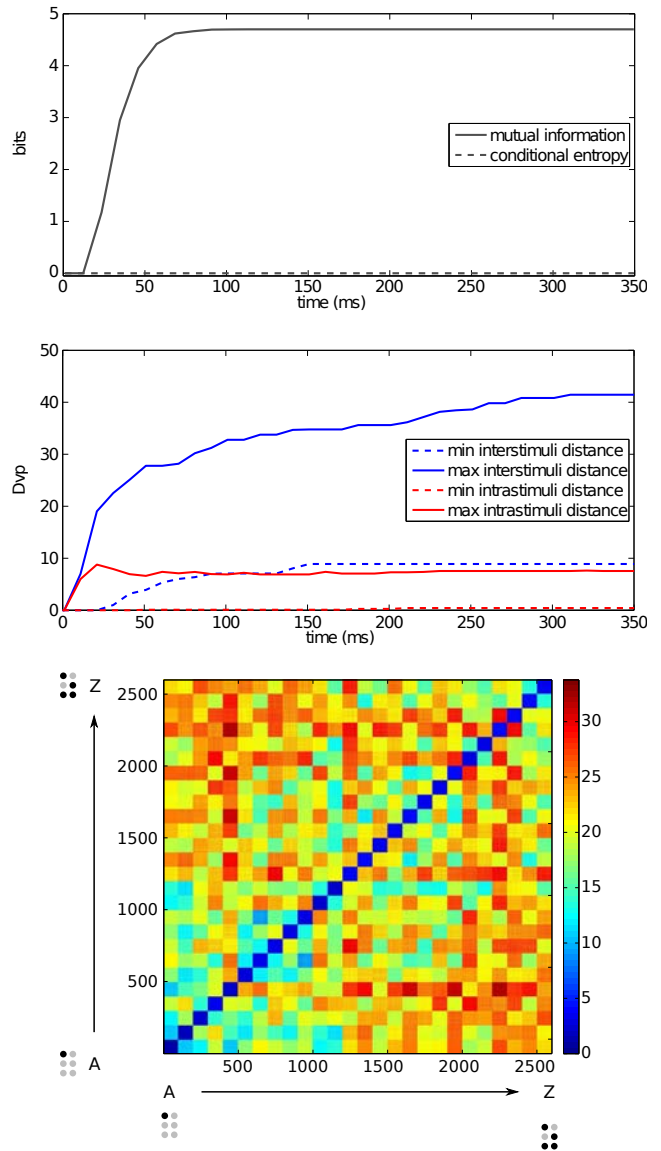 5
4
3
2
1
0
bits
mutual information
conditional entropy
0 50 100 150 200 250 300 350
time (ms)
50
40
30
20
10
0
Dvp
min interstimuli distance
max interstimuli distance
min intrastimuli distance
max intrastimuli distance
0 50 100 150 200 250 300 350
time (ms)
Z
A
2500
2000
1500
1000
500
30
25
20
15
10
5
0
500 1000 1500 2000 2500
A Z